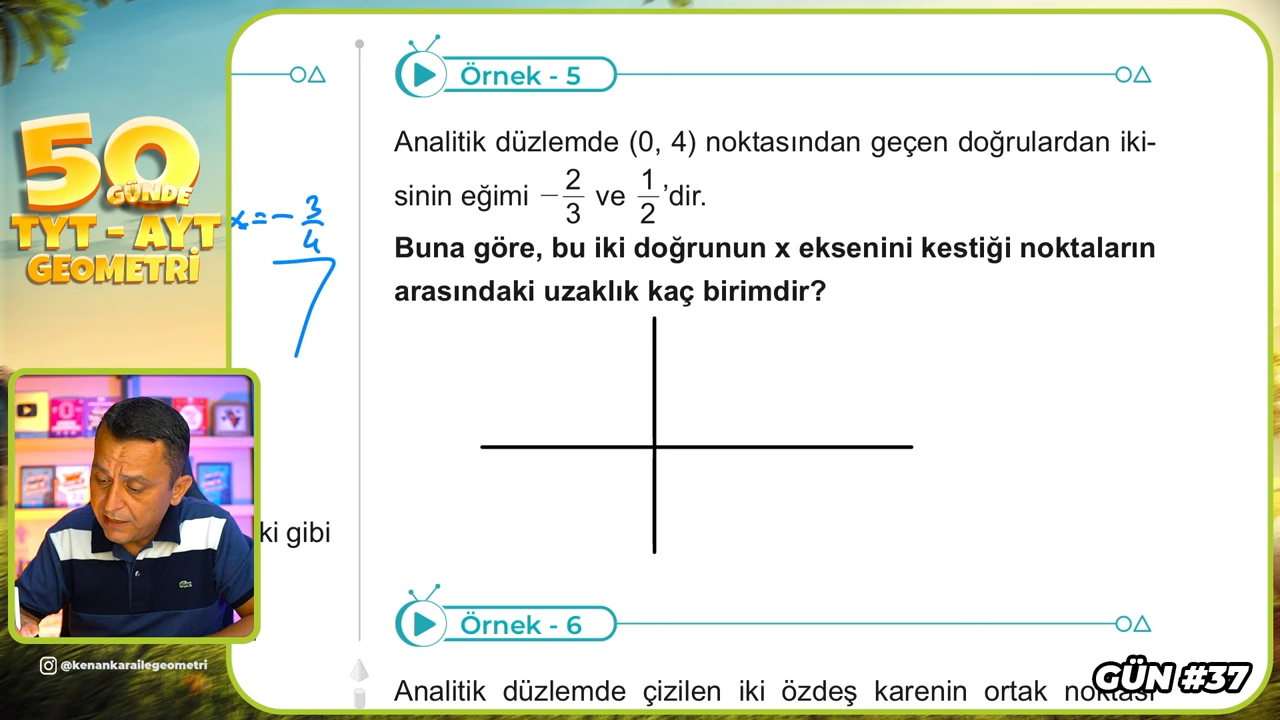 50
GÜNDE
TYT - AYT
GEOMETRİ
x = - 3/4
ki gibi
Örnek - 5
Analitik düzlemde (0, 4) noktasından geçen doğrulardan iki-
sinin eğimi -2/3 ve 1/2'dir.
Buna göre, bu iki doğrunun x eksenini kestiği noktaların
arasındaki uzaklık kaç birimdir?
Örnek - 6
Analitik düzlemde çizilen iki özdeş karenin ortak noktası
@kenankarailegeometri
GÜN #37